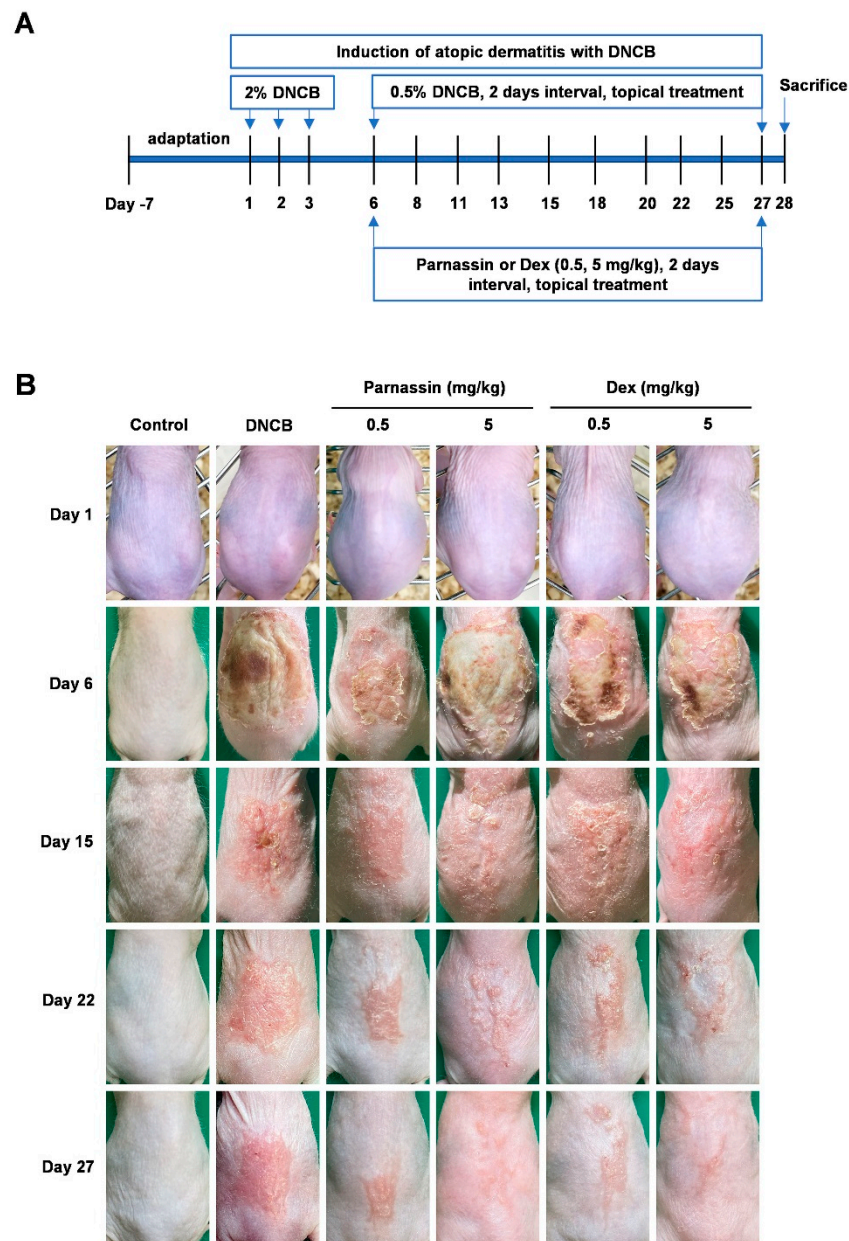 A
Induction of atopic dermatitis with DNCB
2% DNCB
0.5% DNCB, 2 days interval, topical treatment
Sacrifice
adaptation
Day -7 1 2 3 6 8 11 13 15 18 20 22 25 27 28
Parnassin or Dex (0.5, 5 mg/kg), 2 days
interval, topical treatment
B
Parnassin (mg/kg) Dex (mg/kg)
Control DNCB 0.5 5 0.5 5
Day 1
Day 6
Day 15
Day 22
Day 27